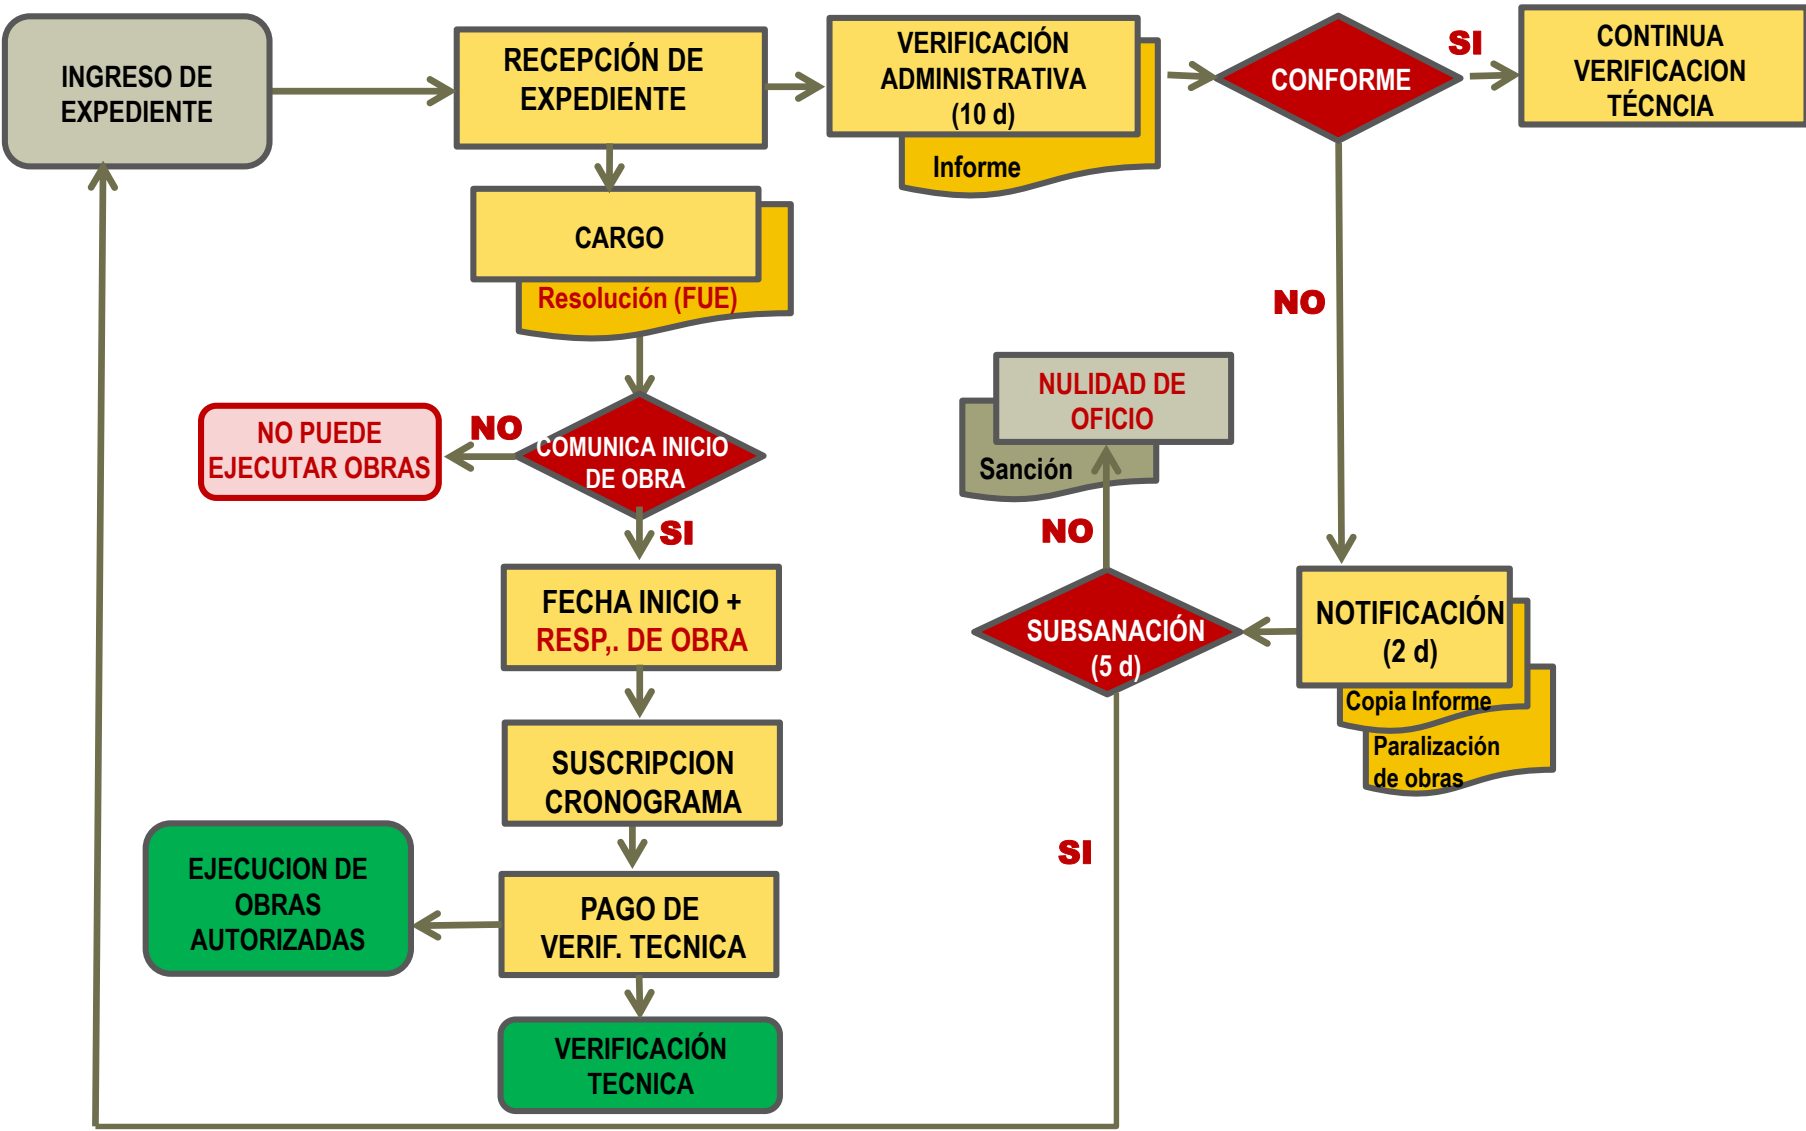 INGRESO DE
EXPEDIENTE
RECEPCIÓN DE
EXPEDIENTE
VERIFICACIÓN
ADMINISTRATIVA
(10 d)
Informe
CONFORME
SI
CONTINUA
VERIFICACION
TÉCNCIA
CARGO
Resolución (FUE)
NO
NULIDAD DE
OFICIO
Sanción
NO PUEDE
EJECUTAR OBRAS
NO
COMUNICA INICIO
DE OBRA
SI
NO
FECHA INICIO +
RESP,. DE OBRA
SUBSANACIÓN
(5 d)
NOTIFICACIÓN
(2 d)
Copia Informe
Paralización
de obras
SUSCRIPCION
CRONOGRAMA
SI
EJECUCION DE
OBRAS
AUTORIZADAS
PAGO DE
VERIF. TECNICA
VERIFICACIÓN
TECNICA